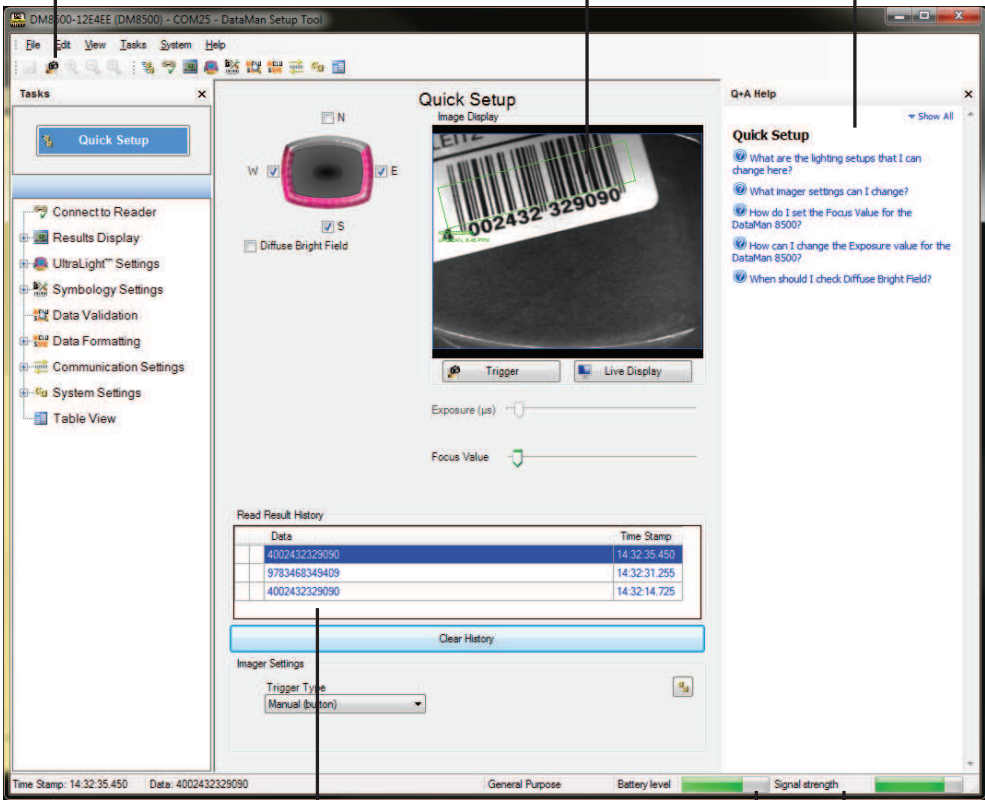 DM8500-12E4EE (DM8500) - COM25 - DataMan Setup Tool
File Edit View Tasks System Help
Tasks
Quick Setup
Connect to Reader
Results Display
UltraLight™ Settings
Symbology Settings
Data Validation
Data Formatting
Communication Settings
System Settings
Table View
Quick Setup
N
W
E
S
Diffuse Bright Field
Image Display
LEITZ
4 002432 329090
Trigger
Live Display
Exposure (µs)
Focus Value
Read Result History
Data Time Stamp
4002432329090 14:32:35.450
9783468349409 14:32:31.255
4002432329090 14:32:14.725
Clear History
Imager Settings
Trigger Type
Manual (button)
Q+A Help
Show All
Quick Setup
What are the lighting setups that I can
change here?
What imager settings can I change?
How do I set the Focus Value for the
DataMan 8500?
How can I change the Exposure value for the
DataMan 8500?
When should I check Diffuse Bright Field?
Time Stamp: 14:32:35.450 Data: 4002432329090 General Purpose Battery level Signal strength